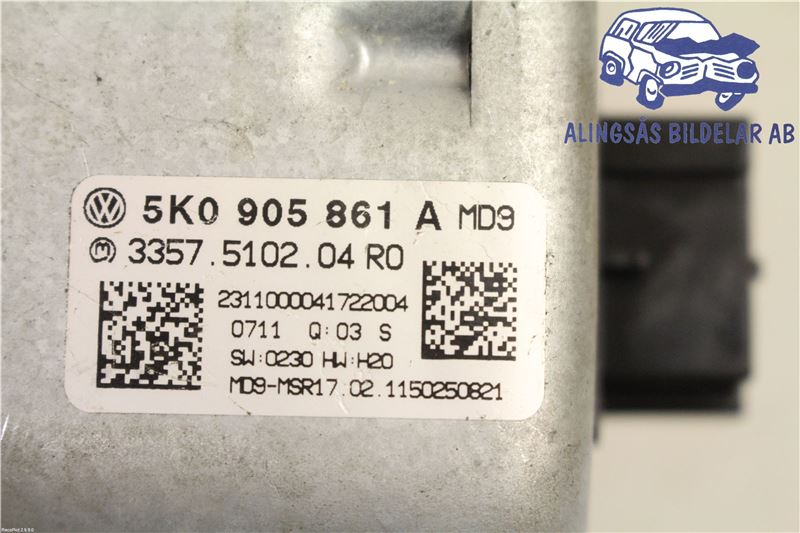 ALINGSÅS BILDELAR AB
5K0 905 861 A MD9
3357.5102.04 R0
2311000041722004
0711 Q:03 S
SW:0230 HW:H20
MD9-MSR17.02.1150250821